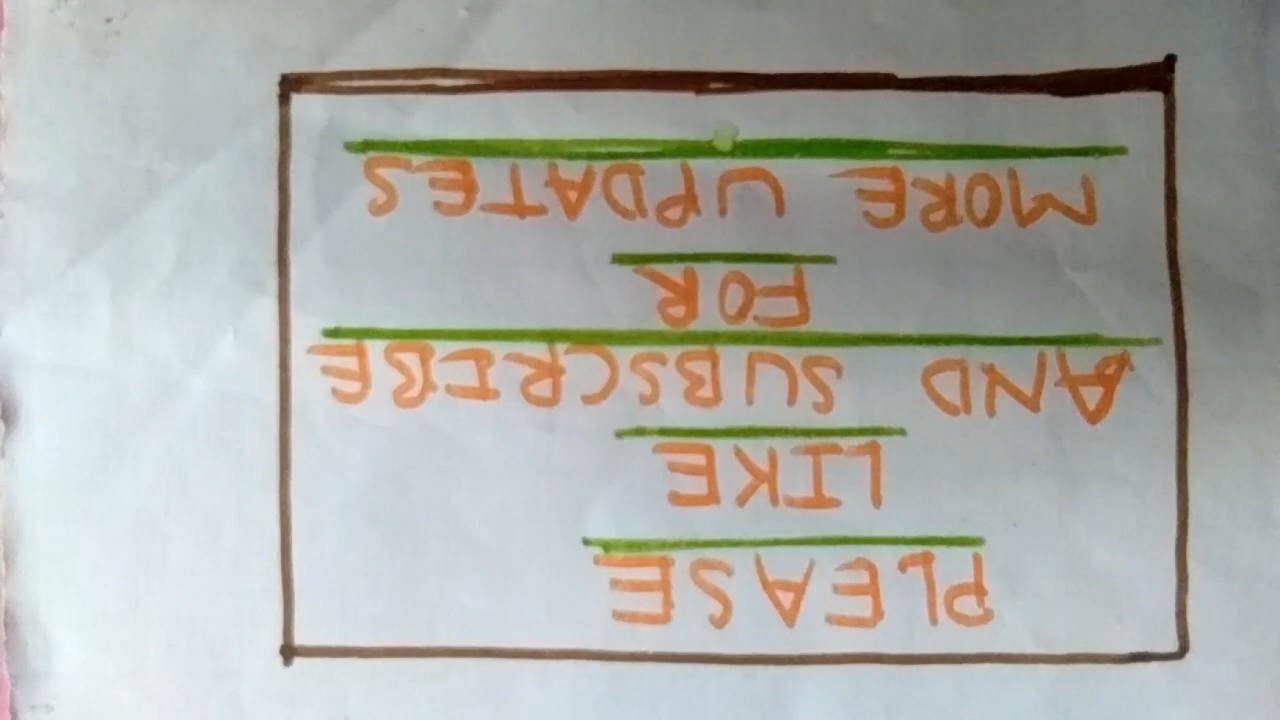 PLEASE
LIKE
AND SUBSCRIBE
FOR
MORE UPDATES